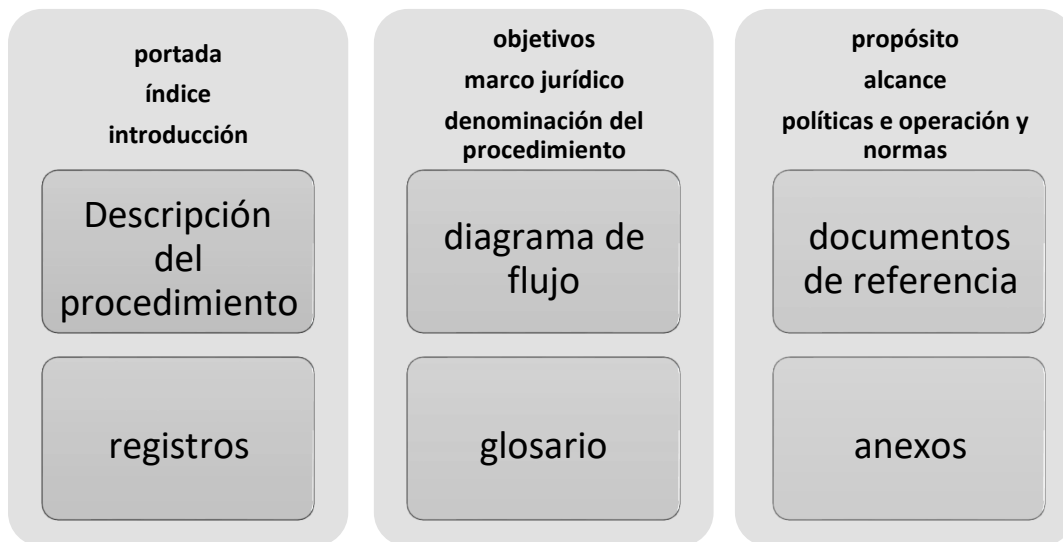 portada
índice
introducción
Descripción
del
procedimiento
registros
objetivos
marco jurídico
denominación del
procedimiento
diagrama de
flujo
glosario
propósito
alcance
políticas e operación y
normas
documentos
de referencia
anexos